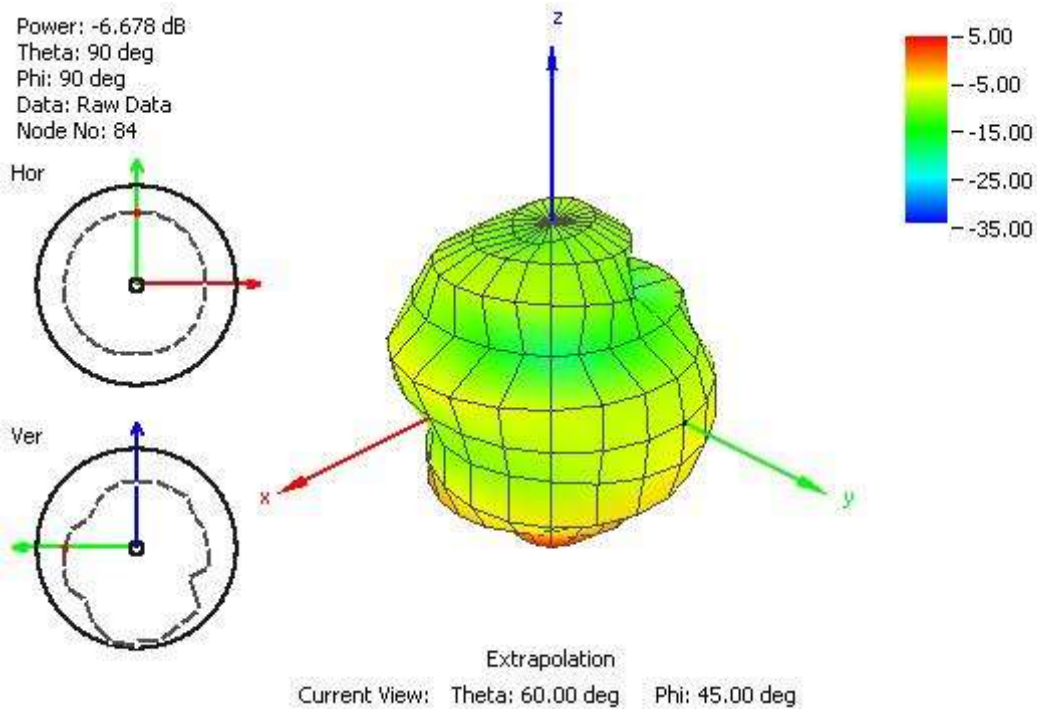 Power: -6.678 dB
Theta: 90 deg
Phi: 90 deg
Data: Raw Data
Node No: 84
Hor
Ver
z
x
y
5.00
-5.00
-15.00
-25.00
-35.00
Extrapolation
Current View: Theta: 60.00 deg Phi: 45.00 deg